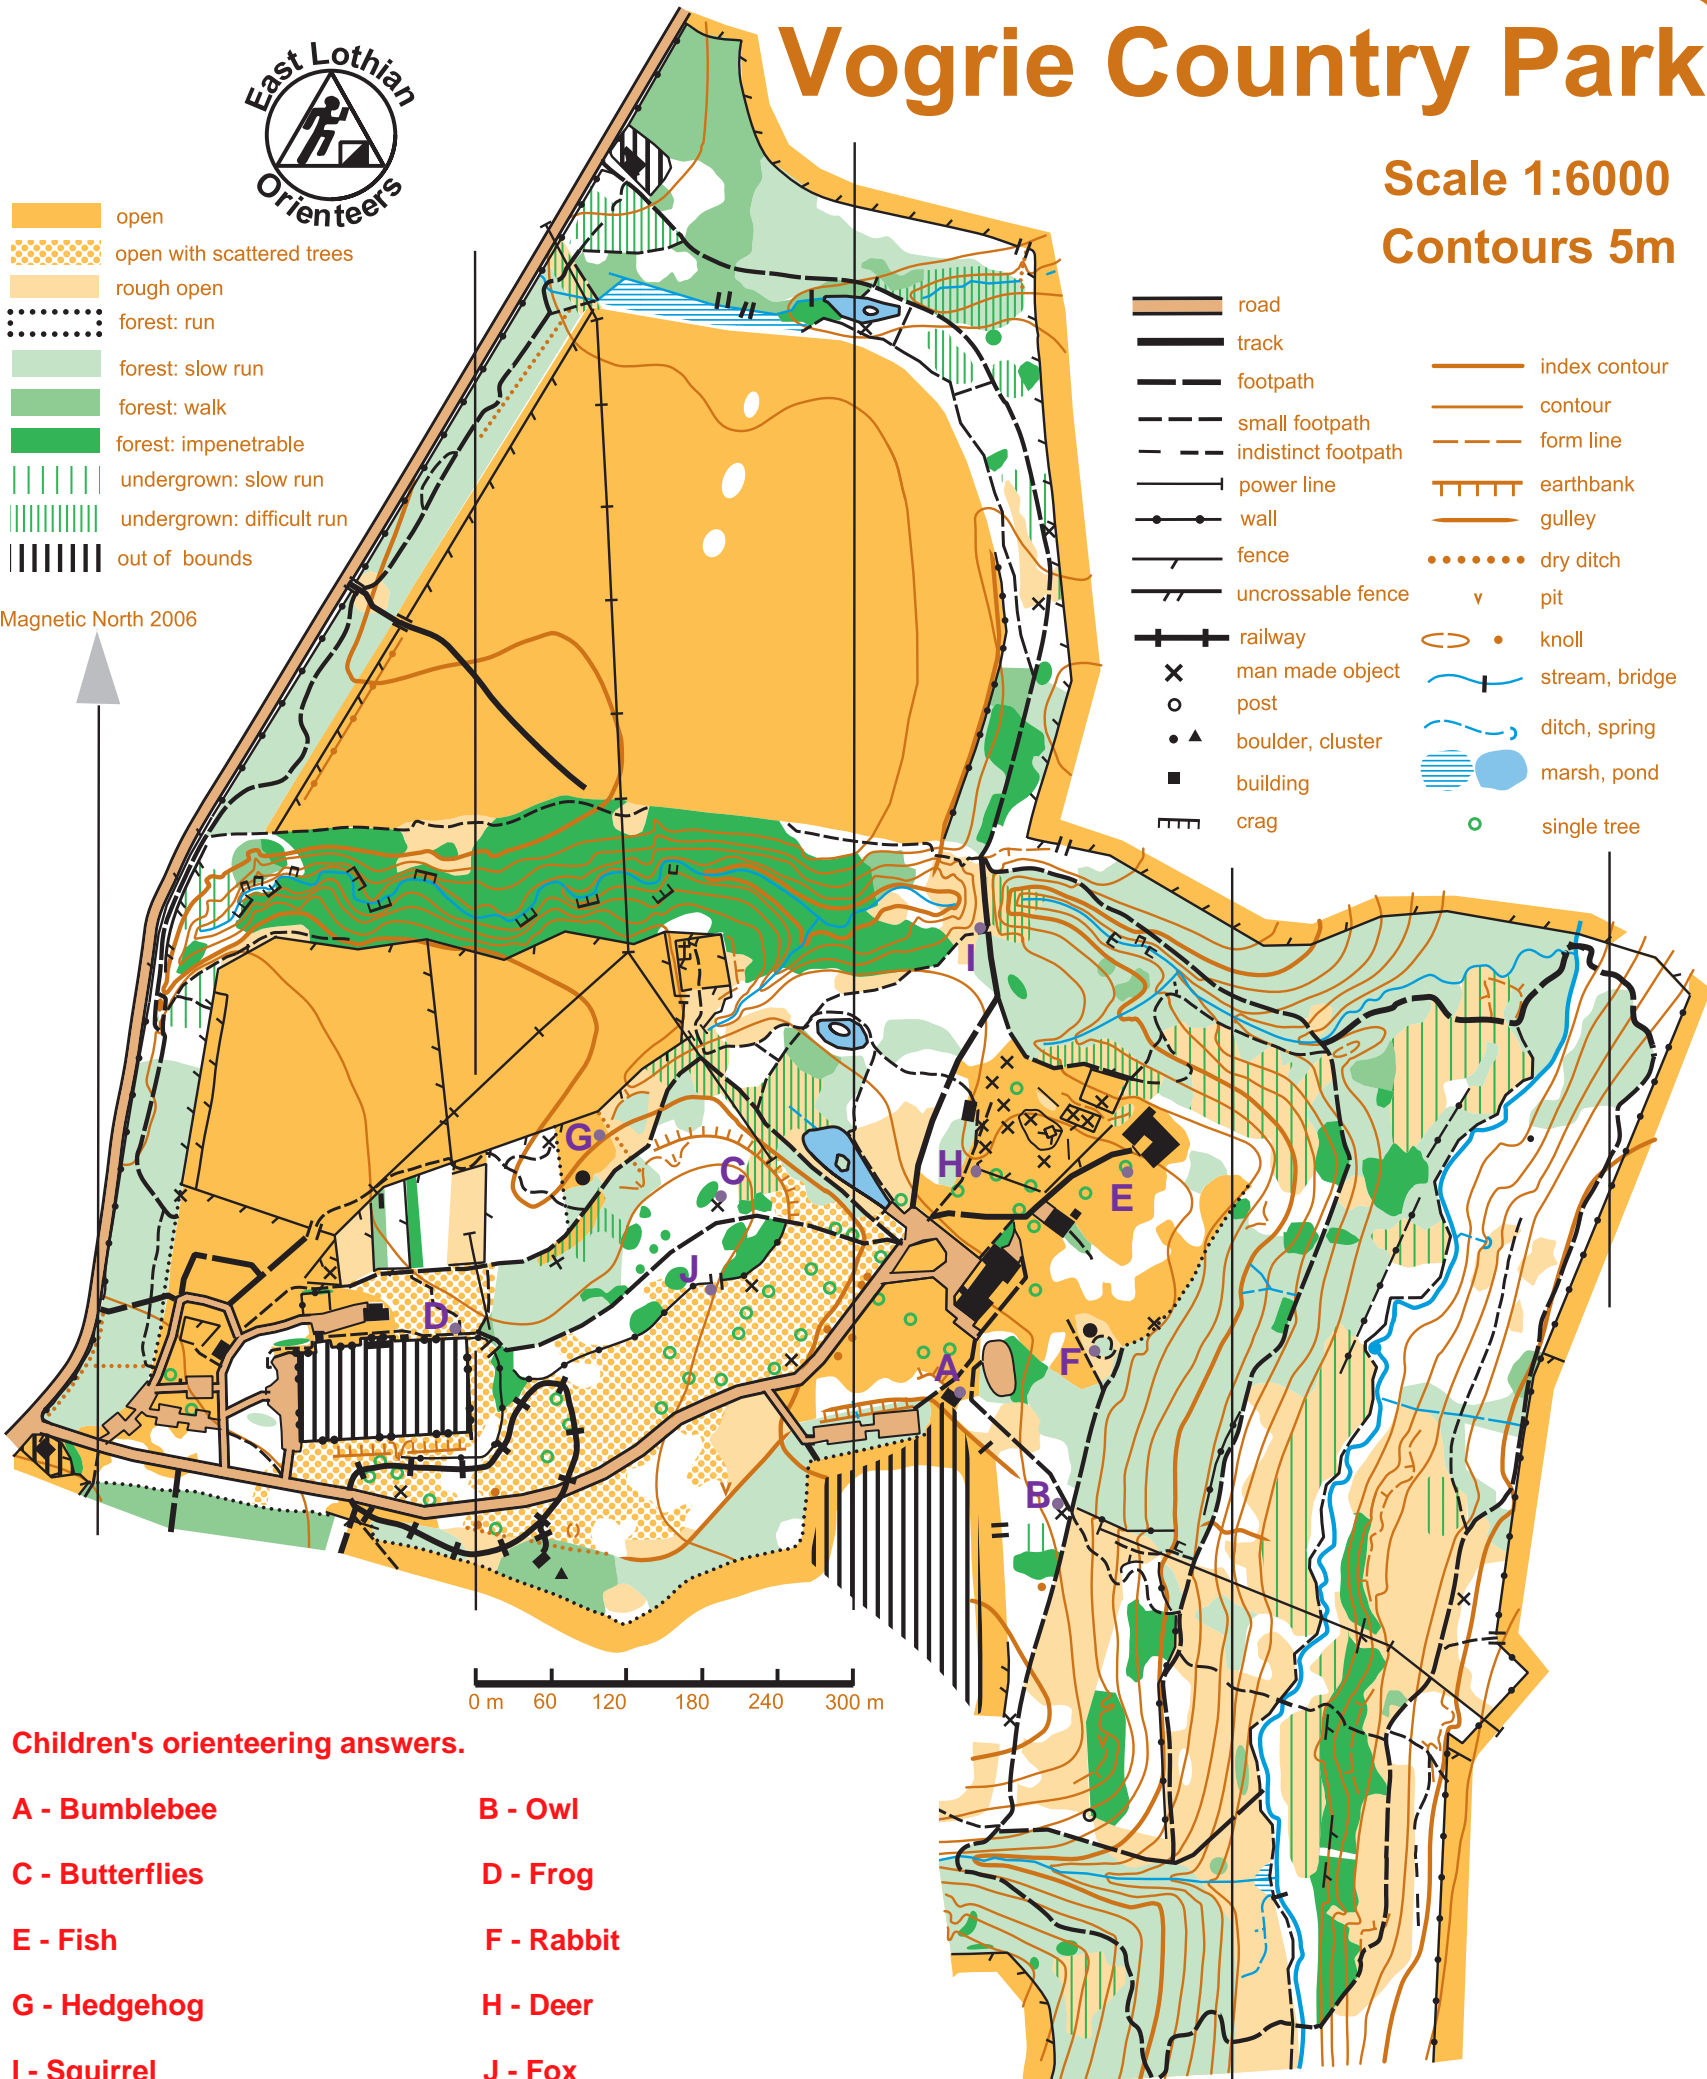 Vogrie Country Park
East Lothian
Orienteers
Scale 1:6000
Contours 5m
open
open with scattered trees
rough open
forest: run
forest: slow run
forest: walk
forest: impenetrable
undergrown: slow run
undergrown: difficult run
out of bounds
Magnetic North 2006
road
track
footpath
small footpath
indistinct footpath
power line
wall
fence
uncrossable fence
railway
man made object
post
boulder, cluster
building
crag
index contour
contour
form line
earthbank
gulley
dry ditch
pit
knoll
stream, bridge
ditch, spring
marsh, pond
single tree
I
G
C
H
E
J
D
A
F
B
0 m 60 120 180 240 300 m
Children's orienteering answers.
A - Bumblebee B - Owl
C - Butterflies D - Frog
E - Fish F - Rabbit
G - Hedgehog H - Deer
I - Squirrel J - Fox